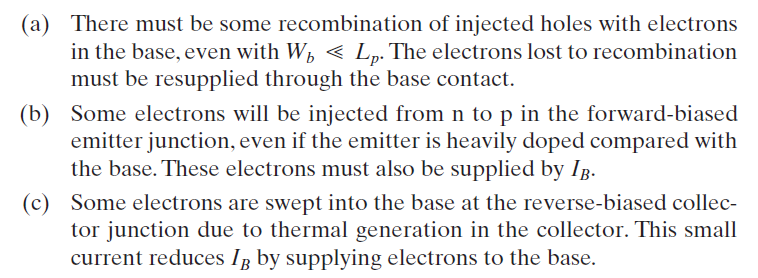 (a) There must be some recombination of injected holes with electrons
in the base, even with W_b ≪ L_p. The electrons lost to recombination
must be resupplied through the base contact.
(b) Some electrons will be injected from n to p in the forward-biased
emitter junction, even if the emitter is heavily doped compared with
the base. These electrons must also be supplied by I_B.
(c) Some electrons are swept into the base at the reverse-biased collec-
tor junction due to thermal generation in the collector. This small
current reduces I_B by supplying electrons to the base.